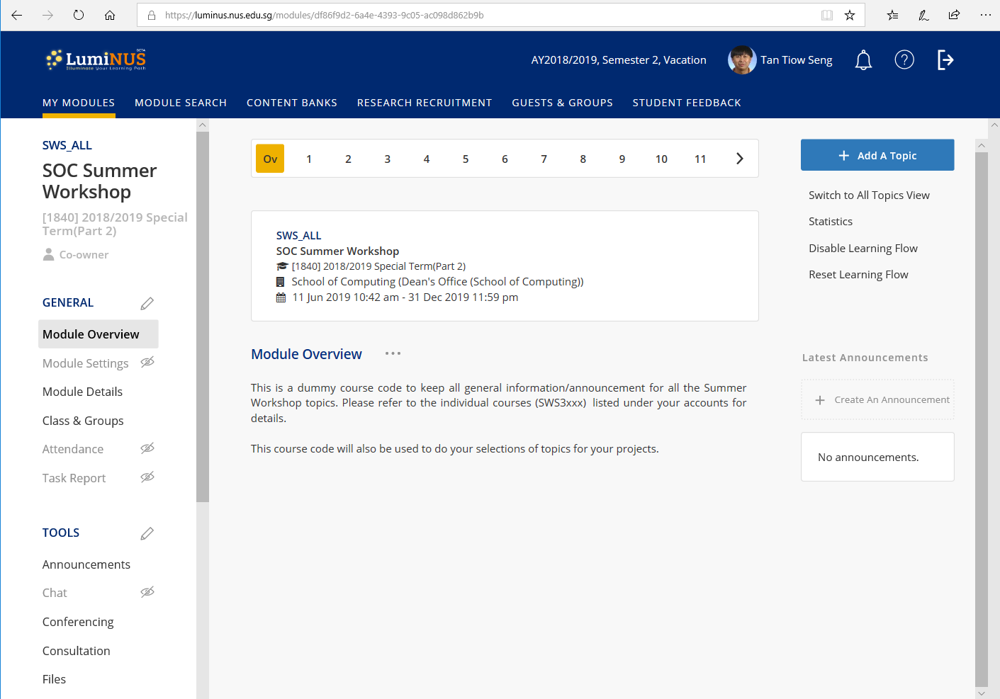 https://luminus.nus.edu.sg/modules/df86f9d2-6a4e-4393-9c05-ac098d862b9b
LumiNUS BETA
Illuminate Your Learning Path
AY2018/2019, Semester 2, Vacation
Tan Tiow Seng
MY MODULES MODULE SEARCH CONTENT BANKS RESEARCH RECRUITMENT GUESTS & GROUPS STUDENT FEEDBACK
SWS_ALL
SOC Summer
Workshop
[1840] 2018/2019 Special
Term(Part 2)
Co-owner
GENERAL
Module Overview
Module Settings
Module Details
Class & Groups
Attendance
Task Report
TOOLS
Announcements
Chat
Conferencing
Consultation
Files
Ov 1 2 3 4 5 6 7 8 9 10 11
SWS_ALL
SOC Summer Workshop
[1840] 2018/2019 Special Term(Part 2)
School of Computing (Dean's Office (School of Computing))
11 Jun 2019 10:42 am - 31 Dec 2019 11:59 pm
Module Overview
This is a dummy course code to keep all general information/announcement for all the Summer
Workshop topics. Please refer to the individual courses (SWS3xxx) listed under your accounts for
details.
This course code will also be used to do your selections of topics for your projects.
+ Add A Topic
Switch to All Topics View
Statistics
Disable Learning Flow
Reset Learning Flow
Latest Announcements
+ Create An Announcement
No announcements.